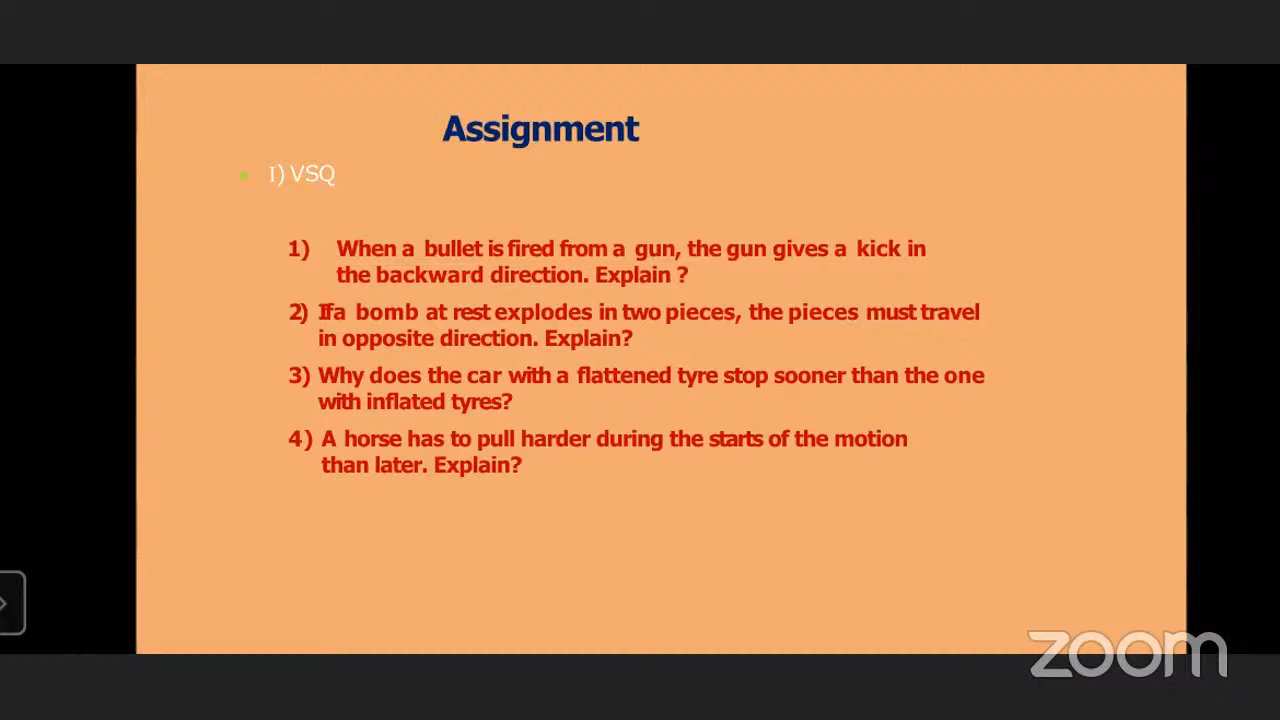 Assignment
I) VSQ
1) When a bullet is fired from a gun, the gun gives a kick in
the backward direction. Explain ?
2) Ifa bomb at rest explodes in two pieces, the pieces must travel
in opposite direction. Explain?
3) Why does the car with a flattened tyre stop sooner than the one
with inflated tyres?
4) A horse has to pull harder during the starts of the motion
than later. Explain?
zoom